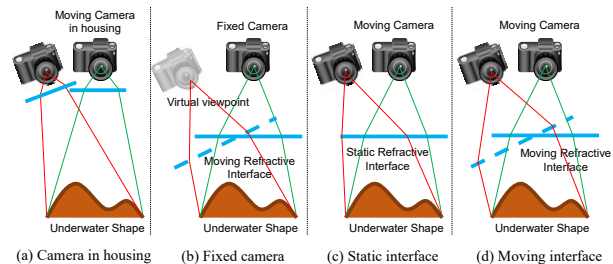 Moving Camera
in housing
Fixed Camera
Moving Camera
Moving Camera
Virtual viewpoint
Moving Refractive
Interface
Static Refractive
Interface
Moving Refractive
Interface
Underwater Shape
Underwater Shape
Underwater Shape
Underwater Shape
(a) Camera in housing
(b) Fixed camera
(c) Static interface
(d) Moving interface